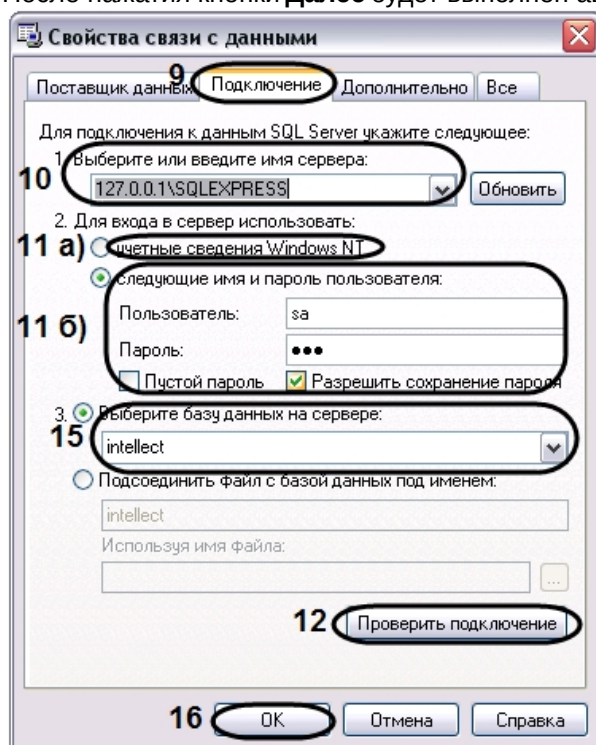 После нажатия кнопки Далее будет выполнен
Свойства связи с данными
9
Поставщик данных Подключение Дополнительно Все
Для подключения к данным SQL Server укажите следующее:
1. Выберите или введите имя сервера:
10 127.0.0.1\SQLEXPRESS Обновить
2. Для входа в сервер использовать:
11 а) учетные сведения Windows NT
следующие имя и пароль пользователя:
11 б) Пользователь: sa
Пароль: •••
Пустой пароль Разрешить сохранение пароля
3. Выберите базу данных на сервере:
15 intellect
Подсоединить файл с базой данных под именем:
intellect
Используя имя файла:
...
12 Проверить подключение
16 OK Отмена Справка